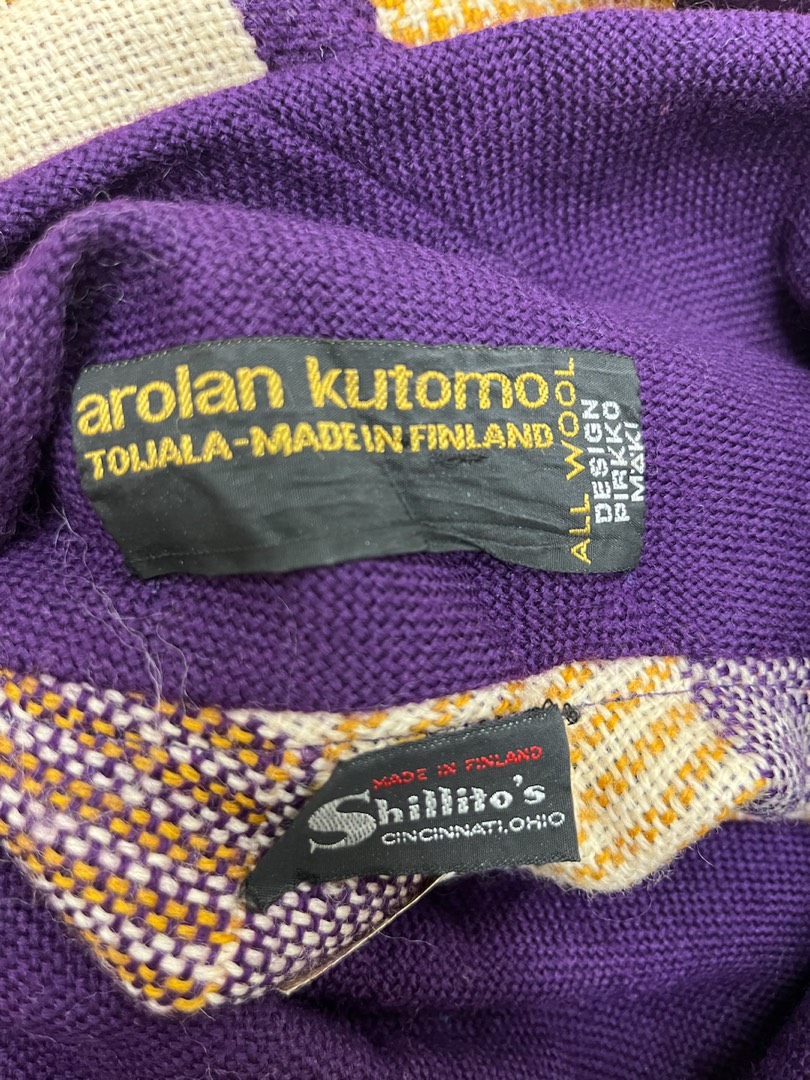 arolan kutomo
TOIJALA-MADE IN FINLAND
ALL WOOL
DESIGN
PIRKKO
MÄKI
MADE IN FINLAND
Shillito's
CINCINNATI, OHIO